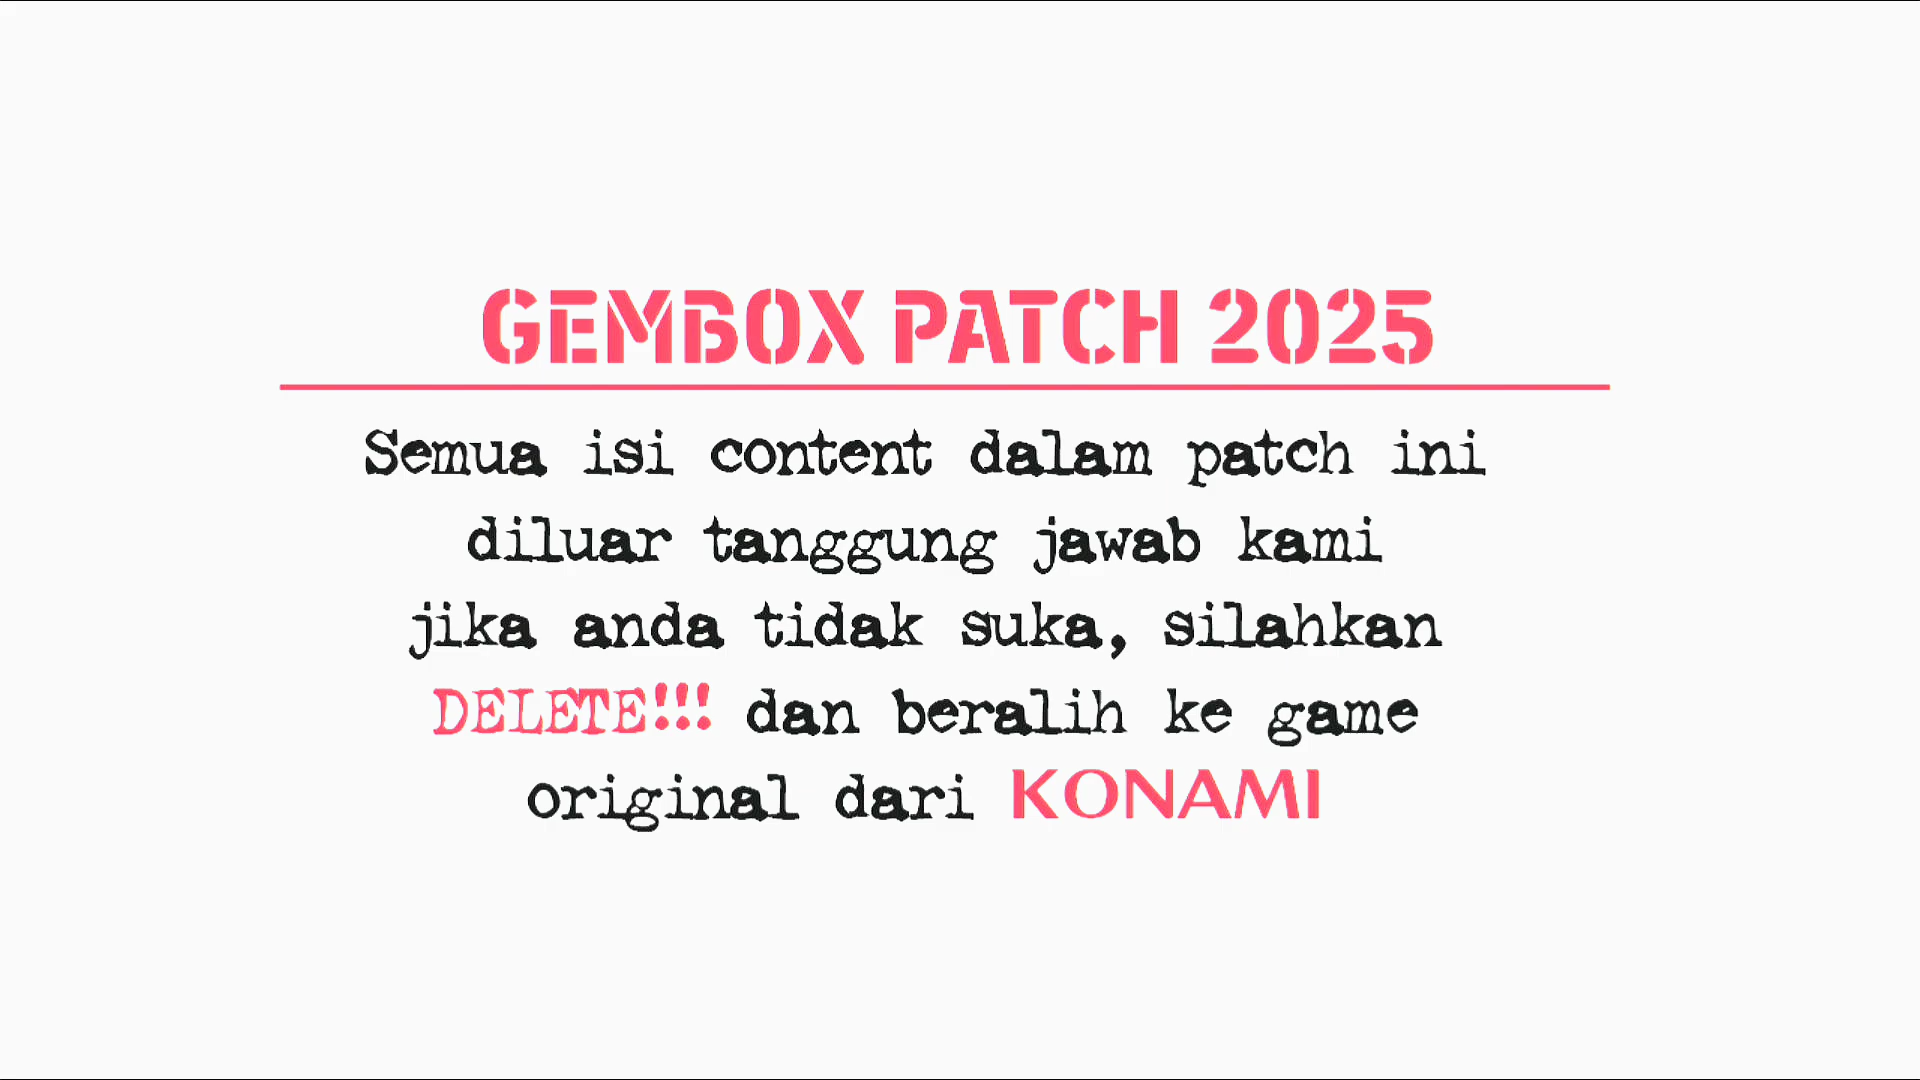 GEMBOX PATCH 2025
Semua isi content dalam patch ini
diluar tanggung jawab kami
jika anda tidak suka, silahkan
DELETE!!! dan beralih ke game
original dari KONAMI